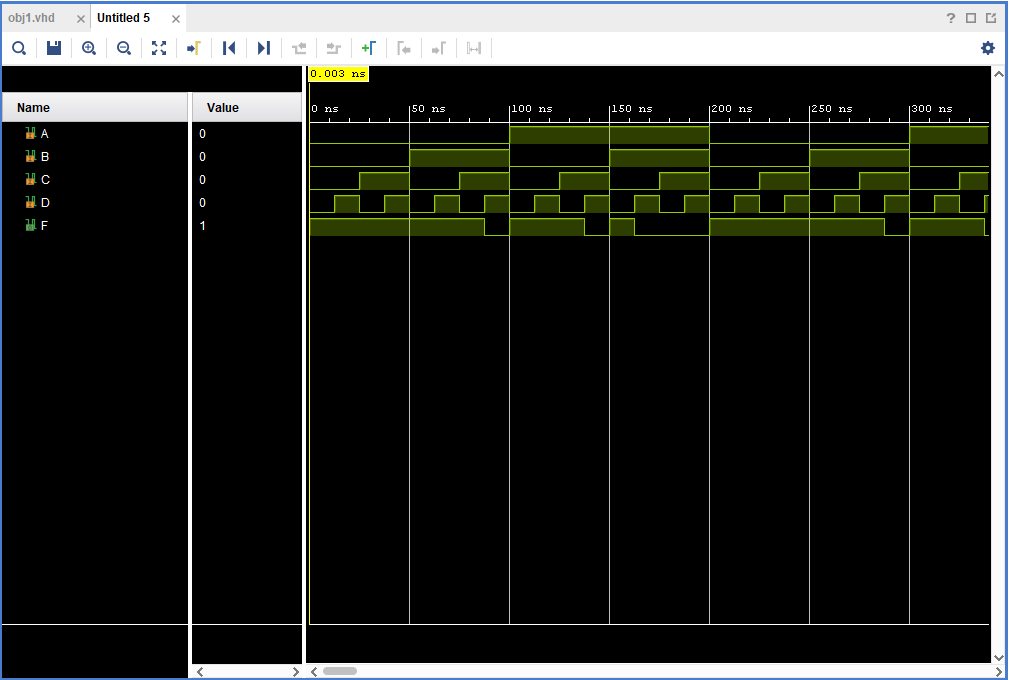 obj1.vhd × Untitled 5 × ?
0.003 ns
Name Value
0 ns 50 ns 100 ns 150 ns 200 ns 250 ns 300 ns
A 0
B 0
C 0
D 0
F 1